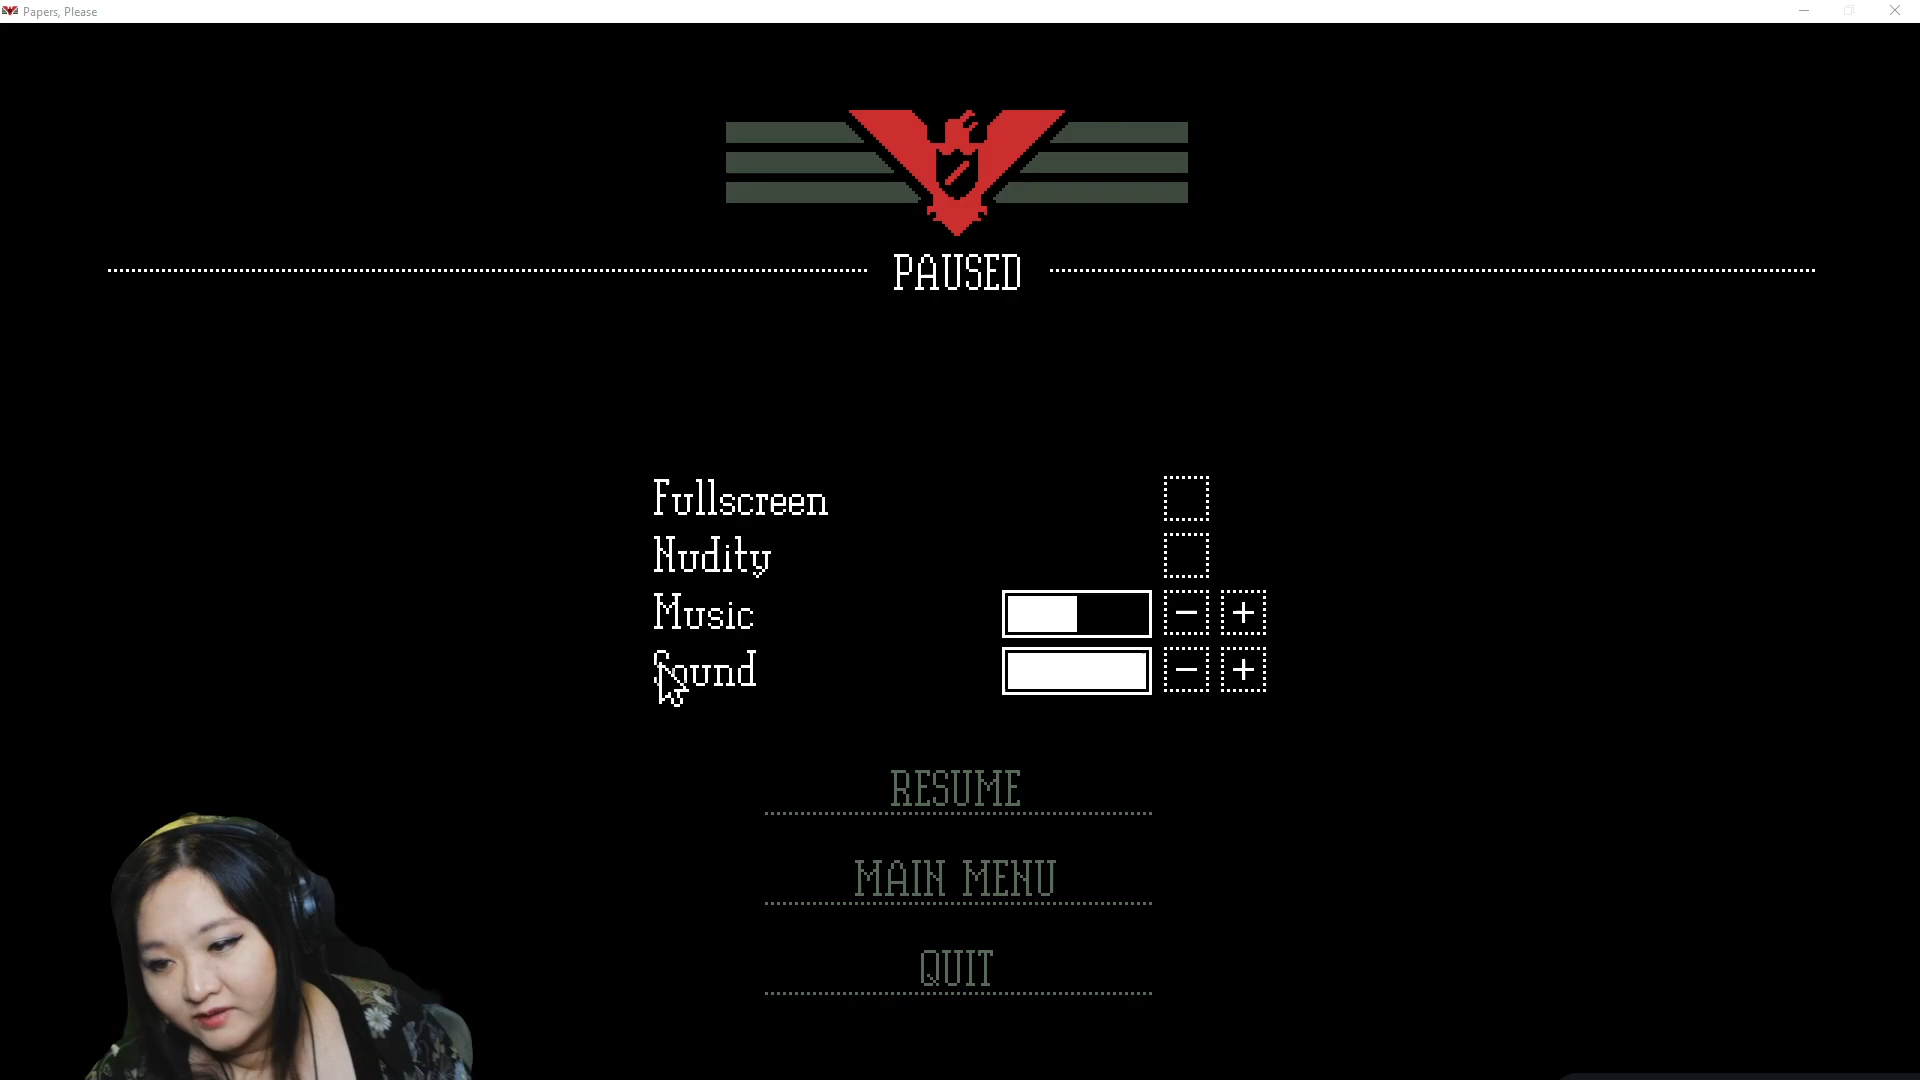 Papers, Please
PAUSED
Fullscreen
Nudity
Music
Sound
RESUME
MAIN MENU
QUIT